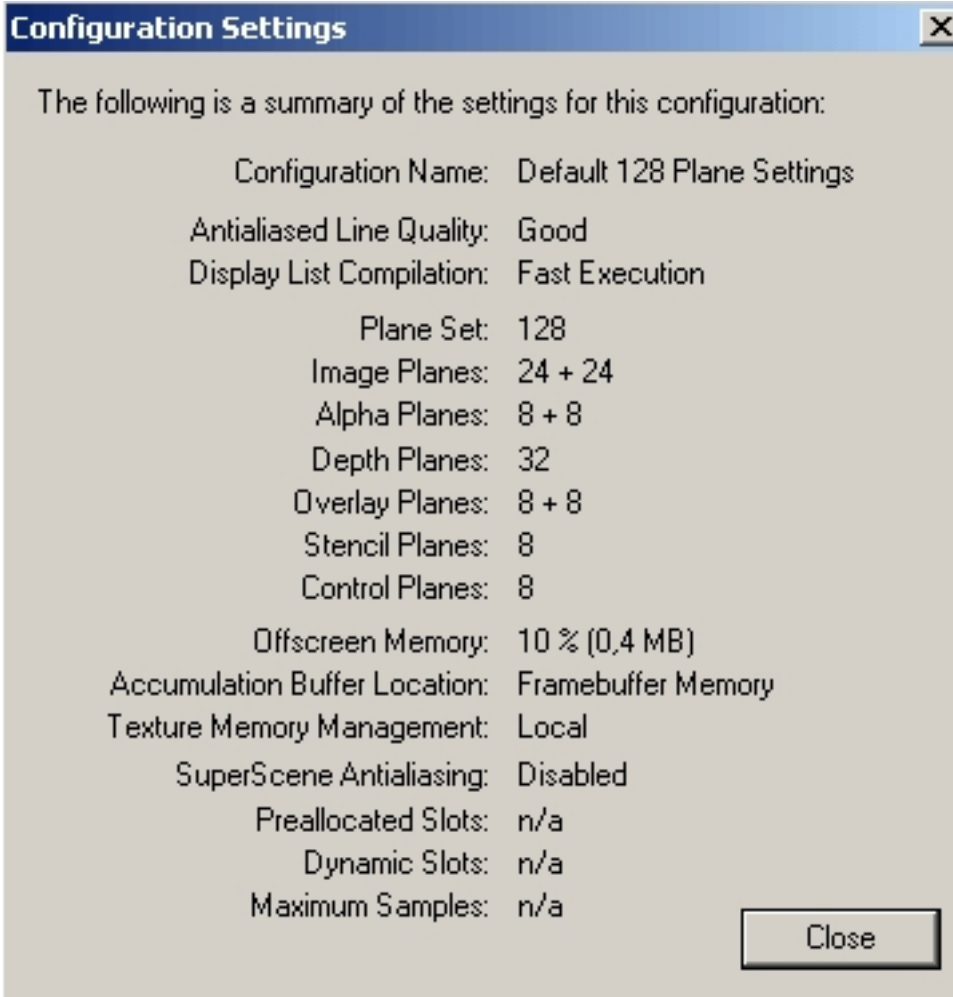 Configuration Settings
The following is a summary of the settings for this configuration:
Configuration Name: Default 128 Plane Settings
Antialiased Line Quality: Good
Display List Compilation: Fast Execution
Plane Set: 128
Image Planes: 24 + 24
Alpha Planes: 8 + 8
Depth Planes: 32
Overlay Planes: 8 + 8
Stencil Planes: 8
Control Planes: 8
Offscreen Memory: 10 % (0,4 MB)
Accumulation Buffer Location: Framebuffer Memory
Texture Memory Management: Local
SuperScene Antialiasing: Disabled
Preallocated Slots: n/a
Dynamic Slots: n/a
Maximum Samples: n/a
Close